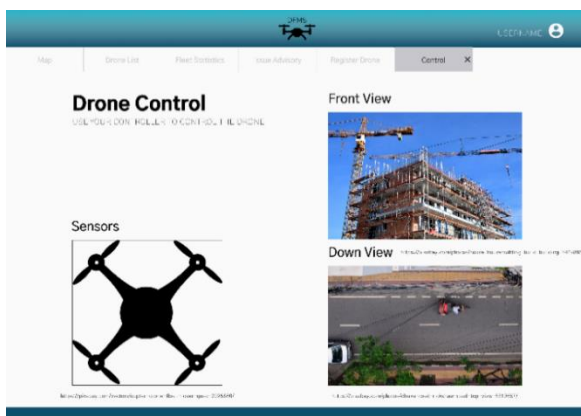 DFMS
USERNAME
Map
Drone List
Fleet Statistics
Issue Advisory
Register Drone
Control X
Drone Control
USE YOUR CONTROLLER TO CONTROL THE DRONE
Front View
Sensors
Down View